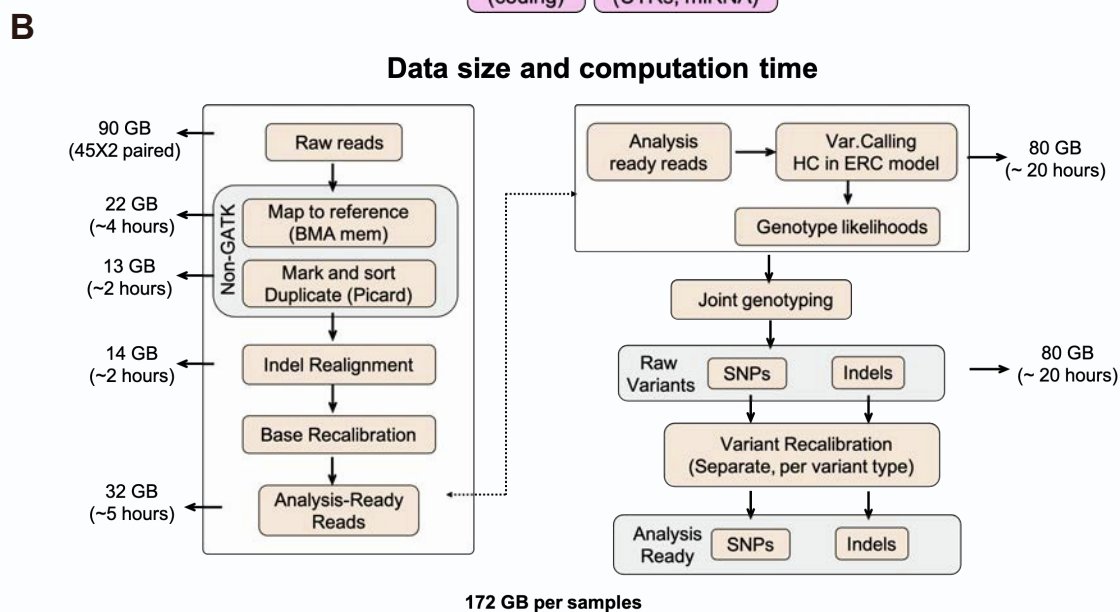 B
Data size and computation time
90 GB
(45X2 paired)
Raw reads
22 GB
(~4 hours)
13 GB
(~2 hours)
Non-GATK
Map to reference
(BMA mem)
Mark and sort
Duplicate (Picard)
14 GB
(~2 hours)
Indel Realignment
Base Recalibration
32 GB
(~5 hours)
Analysis-Ready
Reads
Analysis
ready reads
Var.Calling
HC in ERC model
80 GB
(~ 20 hours)
Genotype likelihoods
Joint genotyping
Raw
Variants
SNPs
Indels
80 GB
(~ 20 hours)
Variant Recalibration
(Separate, per variant type)
Analysis
Ready
SNPs
Indels
172 GB per samples